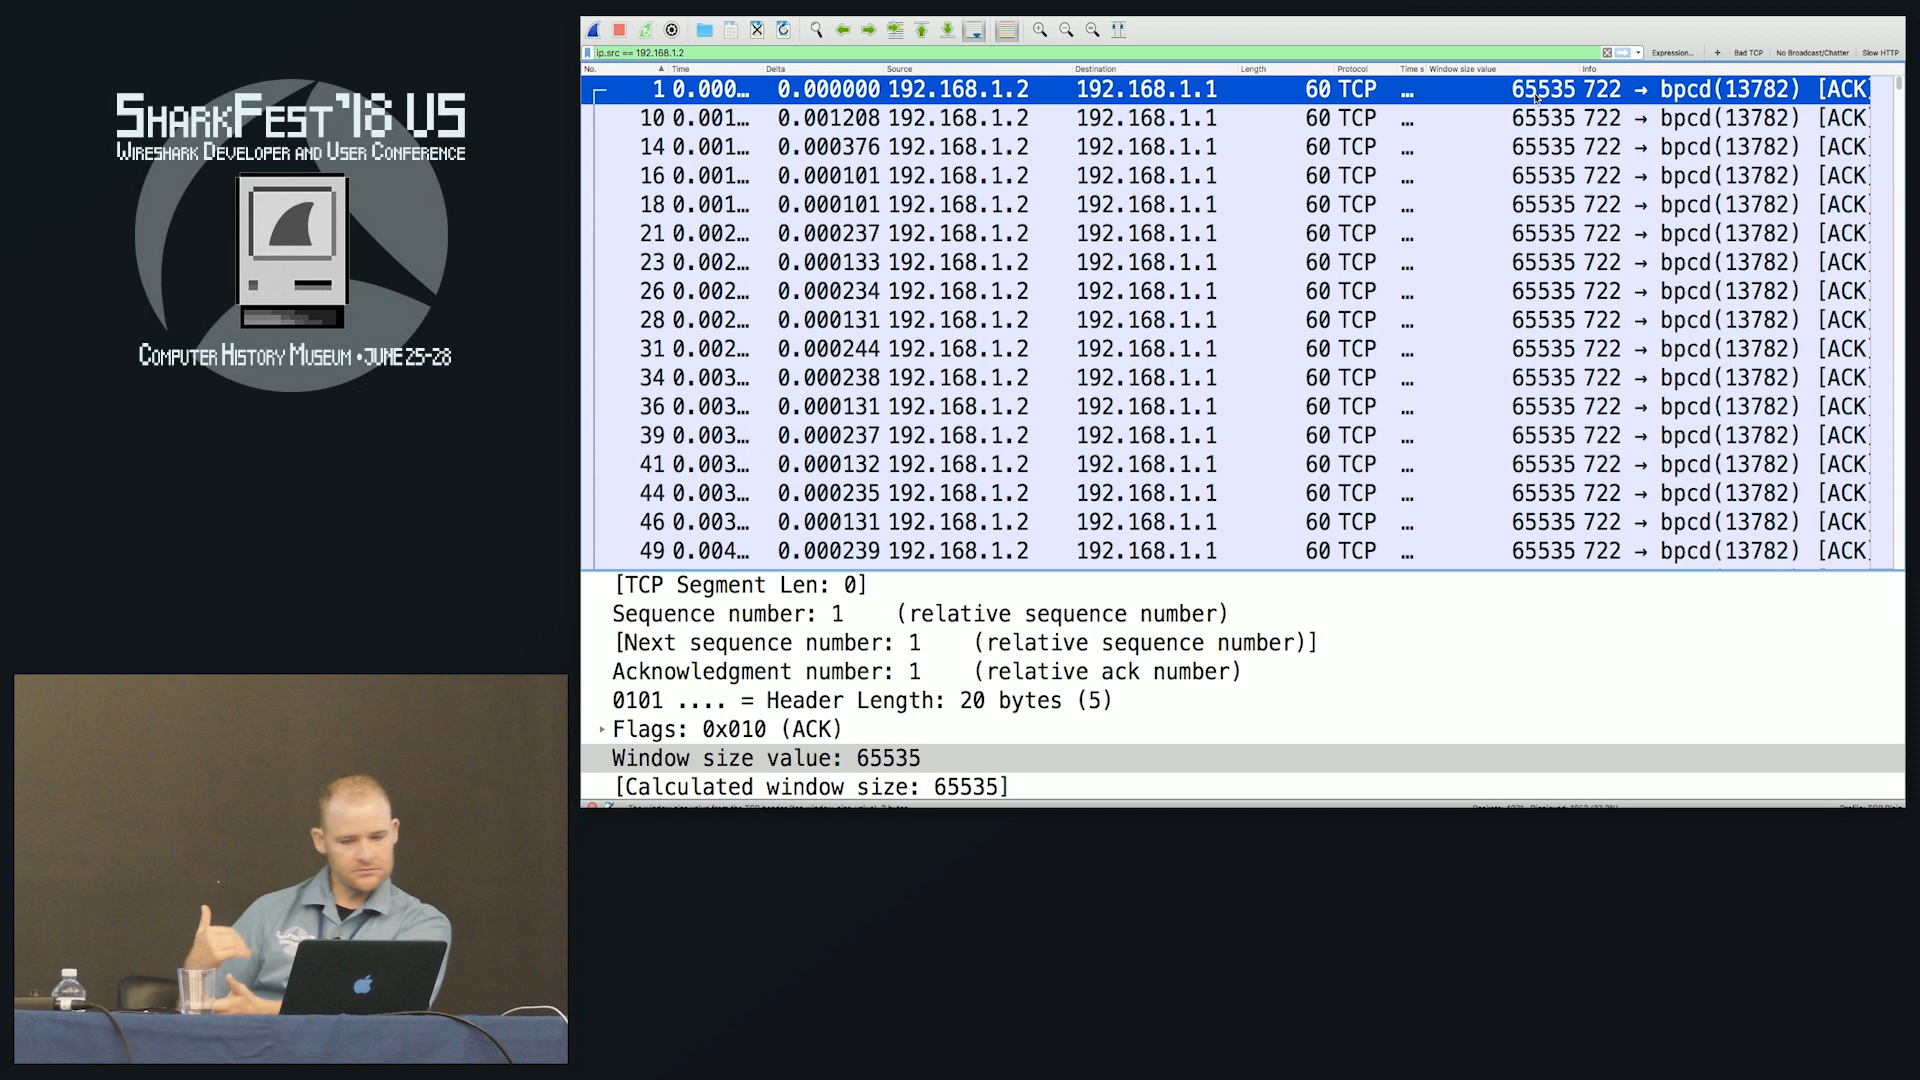 SHARKFEST '18 US
WIRESHARK DEVELOPER AND USER CONFERENCE
COMPUTER HISTORY MUSEUM • JUNE 25-28
ip.src == 192.168.1.2 Expression... + Bad TCP No Broadcast/Chatter Slow HTTP
No. Time Delta Source Destination Length Protocol Time s Window size value Info
1 0.000… 0.000000 192.168.1.2 192.168.1.1 60 TCP … 65535 722 → bpcd(13782) [ACK]
10 0.001… 0.001208 192.168.1.2 192.168.1.1 60 TCP … 65535 722 → bpcd(13782) [ACK]
14 0.001… 0.000376 192.168.1.2 192.168.1.1 60 TCP … 65535 722 → bpcd(13782) [ACK]
16 0.001… 0.000101 192.168.1.2 192.168.1.1 60 TCP … 65535 722 → bpcd(13782) [ACK]
18 0.001… 0.000101 192.168.1.2 192.168.1.1 60 TCP … 65535 722 → bpcd(13782) [ACK]
21 0.002… 0.000237 192.168.1.2 192.168.1.1 60 TCP … 65535 722 → bpcd(13782) [ACK]
23 0.002… 0.000133 192.168.1.2 192.168.1.1 60 TCP … 65535 722 → bpcd(13782) [ACK]
26 0.002… 0.000234 192.168.1.2 192.168.1.1 60 TCP … 65535 722 → bpcd(13782) [ACK]
28 0.002… 0.000131 192.168.1.2 192.168.1.1 60 TCP … 65535 722 → bpcd(13782) [ACK]
31 0.002… 0.000244 192.168.1.2 192.168.1.1 60 TCP … 65535 722 → bpcd(13782) [ACK]
34 0.003… 0.000238 192.168.1.2 192.168.1.1 60 TCP … 65535 722 → bpcd(13782) [ACK]
36 0.003… 0.000131 192.168.1.2 192.168.1.1 60 TCP … 65535 722 → bpcd(13782) [ACK]
39 0.003… 0.000237 192.168.1.2 192.168.1.1 60 TCP … 65535 722 → bpcd(13782) [ACK]
41 0.003… 0.000132 192.168.1.2 192.168.1.1 60 TCP … 65535 722 → bpcd(13782) [ACK]
44 0.003… 0.000235 192.168.1.2 192.168.1.1 60 TCP … 65535 722 → bpcd(13782) [ACK]
46 0.003… 0.000131 192.168.1.2 192.168.1.1 60 TCP … 65535 722 → bpcd(13782) [ACK]
49 0.004… 0.000239 192.168.1.2 192.168.1.1 60 TCP … 65535 722 → bpcd(13782) [ACK]
[TCP Segment Len: 0]
Sequence number: 1 (relative sequence number)
[Next sequence number: 1 (relative sequence number)]
Acknowledgment number: 1 (relative ack number)
0101 .... = Header Length: 20 bytes (5)
Flags: 0x010 (ACK)
Window size value: 65535
[Calculated window size: 65535]